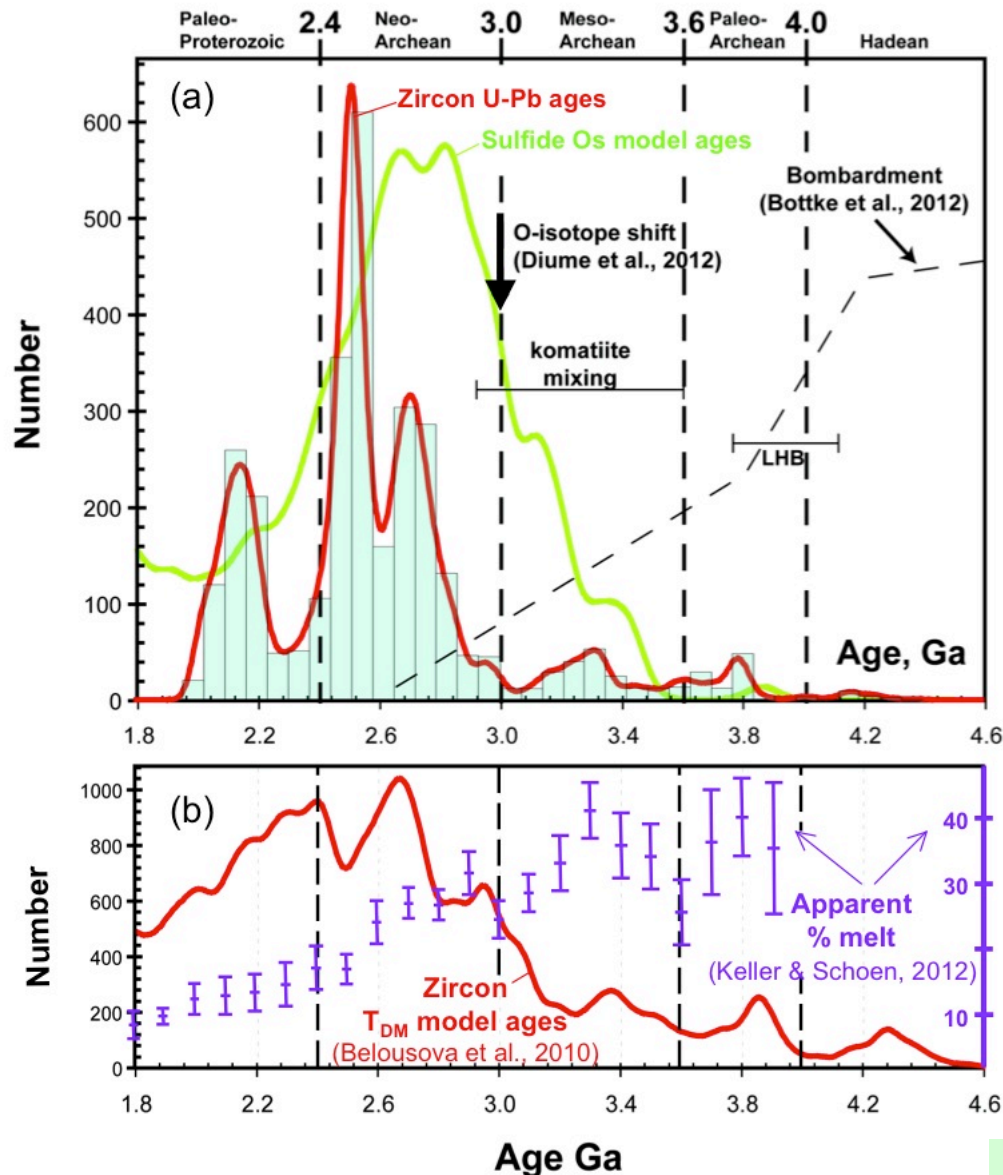 Paleo-
Proterozoic
2.4
Neo-
Archean
3.0
Meso-
Archean
3.6
Paleo-
Archean
4.0
Hadean
(a)
Zircon U-Pb ages
Sulfide Os model ages
Bombardment
(Bottke et al., 2012)
O-isotope shift
(Diume et al., 2012)
komatiite
mixing
LHB
Age, Ga
Number
600
500
400
300
200
100
0
1.8 2.2 2.6 3.0 3.4 3.8 4.2 4.6
(b)
Number
1000
800
600
400
200
0
40
30
10
Apparent
% melt
(Keller & Schoen, 2012)
Zircon
TDM model ages
(Belousova et al., 2010)
1.8 2.2 2.6 3.0 3.4 3.8 4.2 4.6
Age Ga